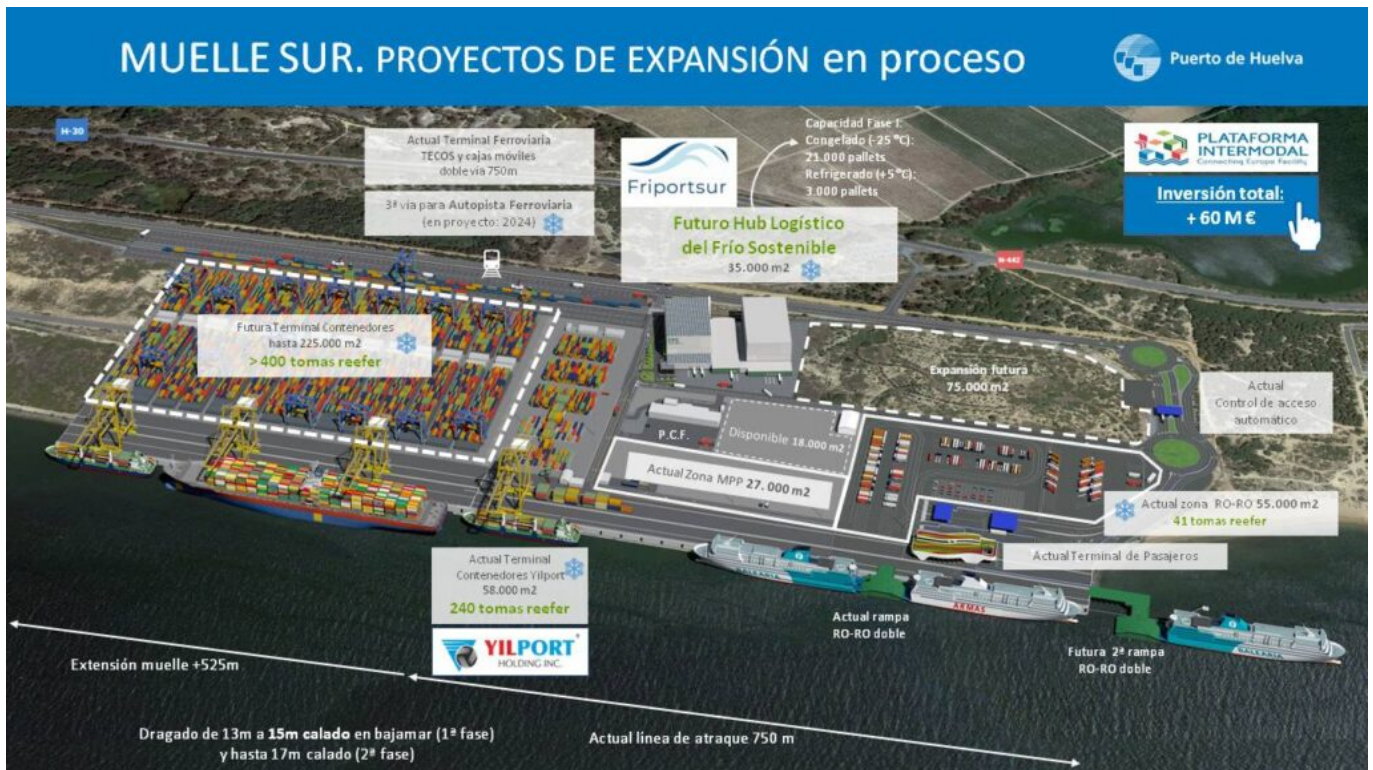 MUELLE SUR. PROYECTOS DE EXPANSIÓN en proceso
Puerto de Huelva
H-30
Actual Terminal Ferroviaria
TECOS y cajas móviles
doble vía 750m
3ª vía para Autopista Ferroviaria
(en proyecto: 2024)
Friportsur
Capacidad Fase I:
Congelado (-25 °C):
21.000 pallets
Refrigerado (+5°C):
3.000 pallets
Futuro Hub Logístico
del Frío Sostenible
35.000 m2
PLATAFORMA
INTERMODAL
Connecting Europe Facility
Inversión total:
+ 60 M €
N-442
Futura Terminal Contenedores
hasta 225.000 m2
> 400 tomas reefer
Expansión futura
75.000 m2
Actual
Control de acceso
automático
P.C.F.
Disponible 18.000 m2
Actual Zona MPP 27. 000 m2
Actual zona RO-RO 55.000 m2
41 tomas reefer
Actual Terminal de Pasajeros
Actual Terminal
Contenedores Yilport
58.000 m2
240 tomas reefer
YILPORT
HOLDING INC.
BALEARIA
ARMAS
BALEARIA
Actual rampa
RO-RO doble
Futura 2ª rampa
RO-RO doble
Extensión muelle +525m
Dragado de 13m a 15m calado en bajamar (1ª fase)
y hasta 17m calado (2ª fase)
Actual línea de atraque 750 m